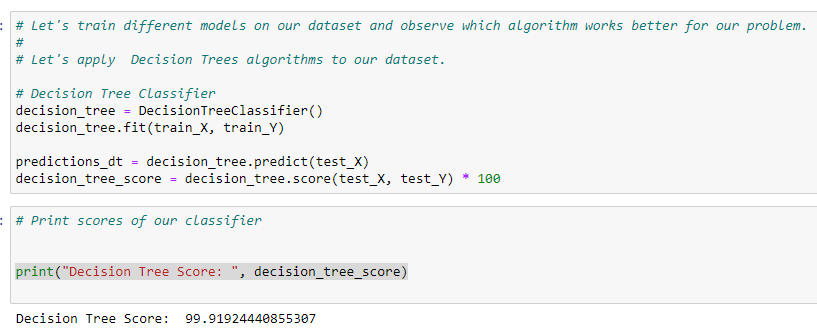 : # Let's train different models on our dataset and observe which algorithm works better for our problem.
#
# Let's apply  Decision Trees algorithms to our dataset.
# Decision Tree Classifier
decision_tree = DecisionTreeClassifier()
decision_tree.fit(train_X, train_Y)
predictions_dt = decision_tree.predict(test_X)
decision_tree_score = decision_tree.score(test_X, test_Y) * 100
: # Print scores of our classifier
print("Decision Tree Score: ", decision_tree_score)
Decision Tree Score:  99.91924440855307